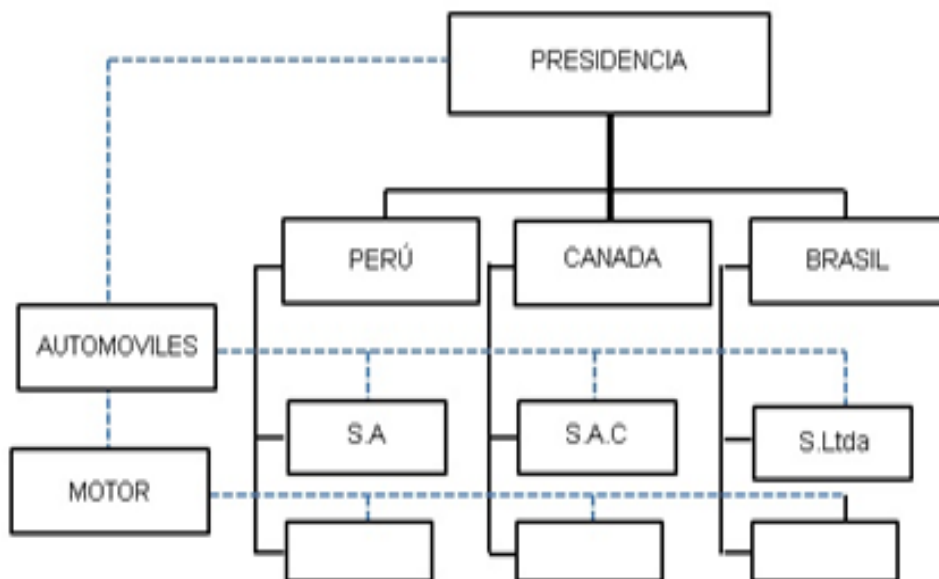 PRESIDENCIA
PERÚ
CANADA
BRASIL
AUTOMOVILES
S.A
S.A.C
S.Ltda
MOTOR